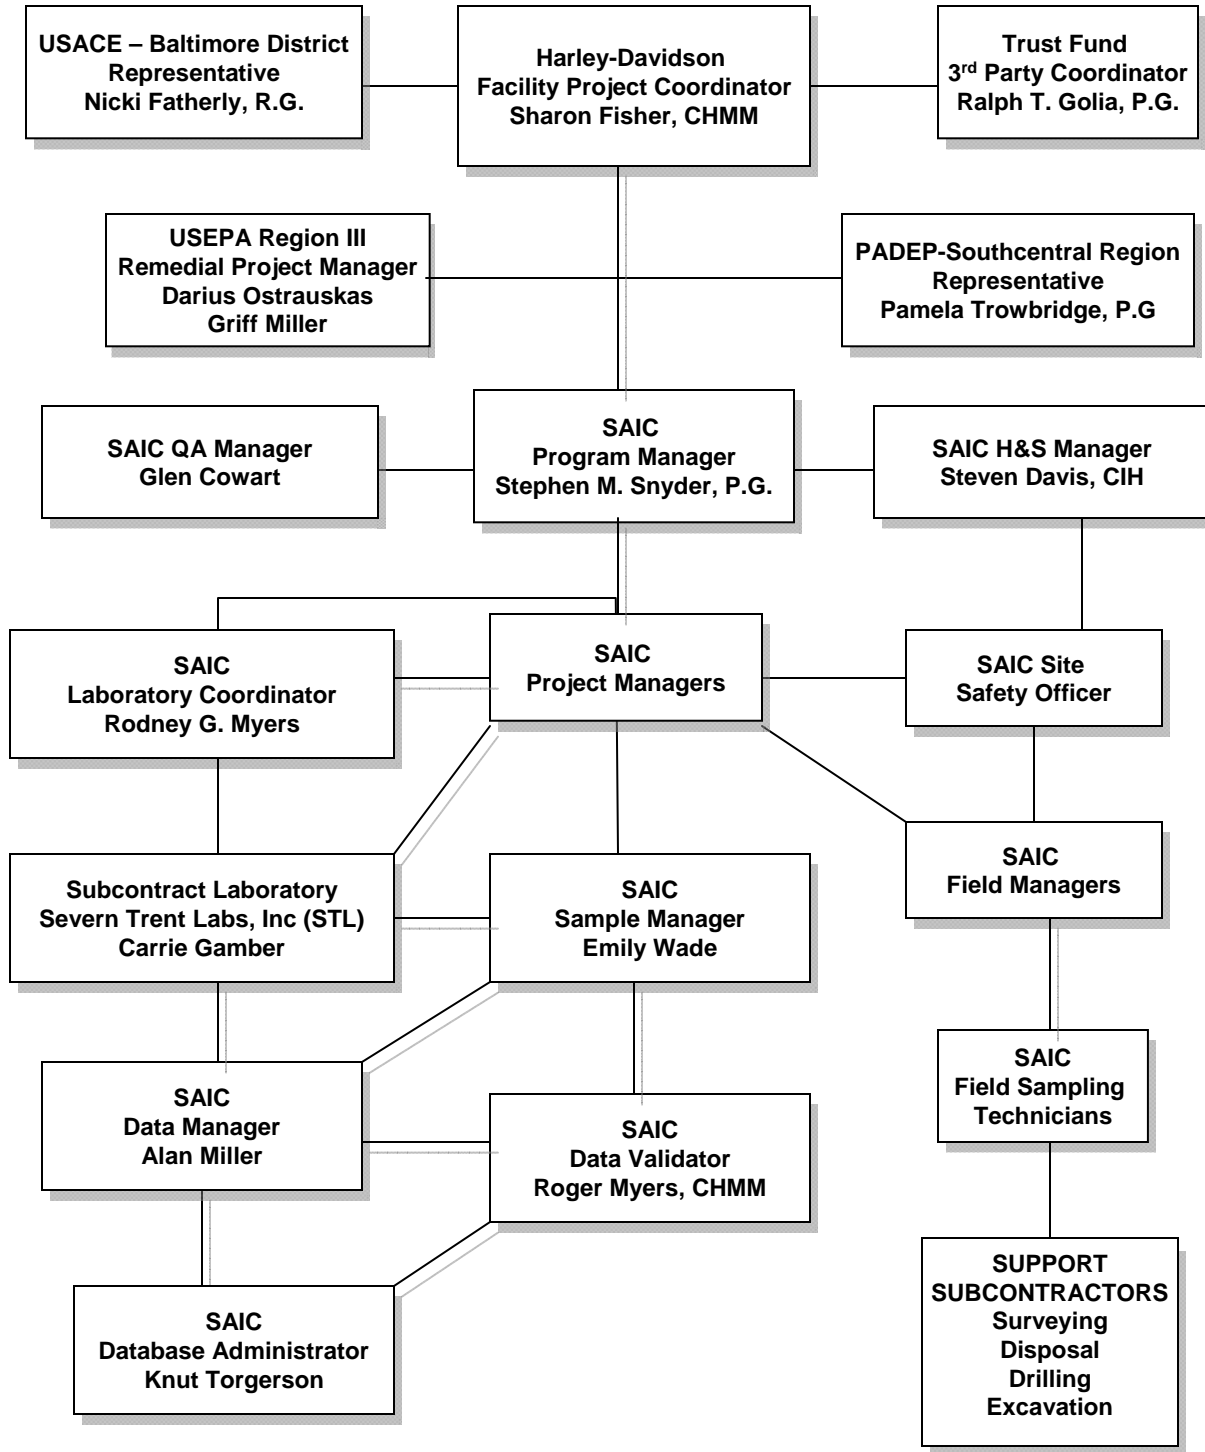 USACE – Baltimore District
Representative
Nicki Fatherly, R.G.
Harley-Davidson
Facility Project Coordinator
Sharon Fisher, CHMM
Trust Fund
3rd Party Coordinator
Ralph T. Golia, P.G.
USEPA Region III
Remedial Project Manager
Darius Ostrauskas
Griff Miller
PADEP-Southcentral Region
Representative
Pamela Trowbridge, P.G
SAIC QA Manager
Glen Cowart
SAIC
Program Manager
Stephen M. Snyder, P.G.
SAIC H&S Manager
Steven Davis, CIH
SAIC
Laboratory Coordinator
Rodney G. Myers
SAIC
Project Managers
SAIC Site
Safety Officer
Subcontract Laboratory
Severn Trent Labs, Inc (STL)
Carrie Gamber
SAIC
Sample Manager
Emily Wade
SAIC
Field Managers
SAIC
Data Manager
Alan Miller
SAIC
Data Validator
Roger Myers, CHMM
SAIC
Field Sampling
Technicians
SAIC
Database Administrator
Knut Torgerson
SUPPORT
SUBCONTRACTORS
Surveying
Disposal
Drilling
Excavation